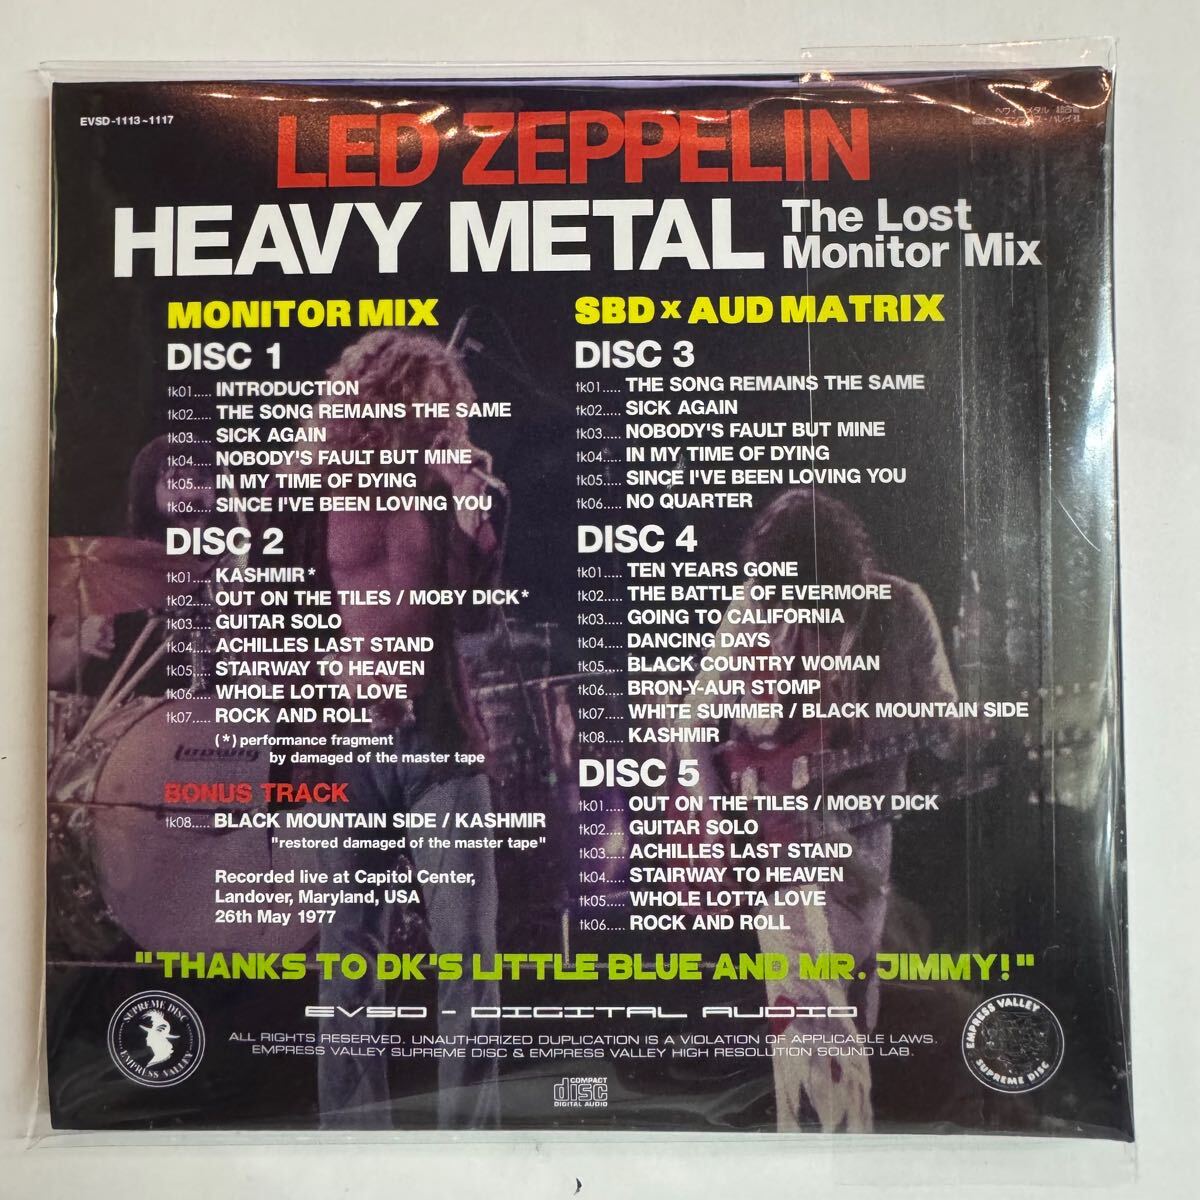 EVSD-1113~1117
LED ZEPPELIN
HEAVY METAL
The Lost
Monitor Mix
MONITOR MIX
DISC 1
tk01..... INTRODUCTION
tk02..... THE SONG REMAINS THE SAME
tk03..... SICK AGAIN
tk04..... NOBODY'S FAULT BUT MINE
tk05..... IN MY TIME OF DYING
tk06..... SINCE I'VE BEEN LOVING YOU
DISC 2
tk01..... KASHMIR*
tk02..... OUT ON THE TILES / MOBY DICK*
tk03..... GUITAR SOLO
tk04..... ACHILLES LAST STAND
tk05..... STAIRWAY TO HEAVEN
tk06..... WHOLE LOTTA LOVE
tk07..... ROCK AND ROLL
(*) performance fragment
by damaged of the master tape
BONUS TRACK
tk08..... BLACK MOUNTAIN SIDE / KASHMIR
"restored damaged of the master tape"
Recorded live at Capitol Center,
Landover, Maryland, USA
26th May 1977
SBD x AUD MATRIX
DISC 3
tk01..... THE SONG REMAINS THE SAME
tk02..... SICK AGAIN
tk03..... NOBODY'S FAULT BUT MINE
tk04..... IN MY TIME OF DYING
tk05..... SINCE I'VE BEEN LOVING YOU
tk06..... NO QUARTER
DISC 4
tk01..... TEN YEARS GONE
tk02..... THE BATTLE OF EVERMORE
tk03..... GOING TO CALIFORNIA
tk04..... DANCING DAYS
tk05..... BLACK COUNTRY WOMAN
tk06..... BRON-Y-AUR STOMP
tk07..... WHITE SUMMER / BLACK MOUNTAIN SIDE
tk08..... KASHMIR
DISC 5
tk01..... OUT ON THE TILES / MOBY DICK
tk02..... GUITAR SOLO
tk03..... ACHILLES LAST STAND
tk04..... STAIRWAY TO HEAVEN
tk05..... WHOLE LOTTA LOVE
tk06..... ROCK AND ROLL
"THANKS TO DK'S LITTLE BLUE AND MR. JIMMY!"
EVSD - DIGITAL AUDIO
ALL RIGHTS RESERVED. UNAUTHORIZED DUPLICATION IS A VIOLATION OF APPLICABLE LAWS.
EMPRESS VALLEY SUPREME DISC & EMPRESS VALLEY HIGH RESOLUTION SOUND LAB.
SUPREME DISC
EMPRESS VALLEY
EMPRESS VALLEY
SUPREME DISC
COMPACT
disc
DIGITAL AUDIO
Ludwig